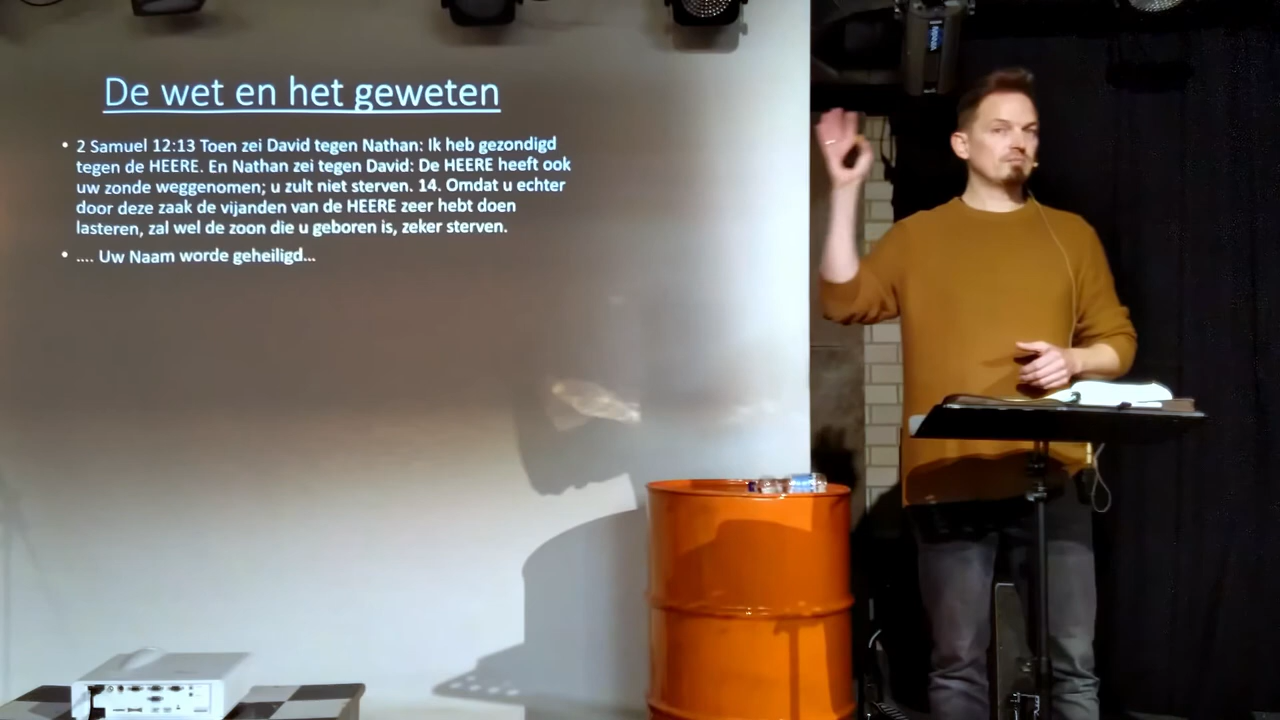 De wet en het geweten
• 2 Samuel 12:13 Toen zei David tegen Nathan: Ik heb gezondigd
tegen de HEERE. En Nathan zei tegen David: De HEERE heeft ook
uw zonde weggenomen; u zult niet sterven. 14. Omdat u echter
door deze zaak de vijanden van de HEERE zeer hebt doen
lasteren, zal wel de zoon die u geboren is, zeker sterven.
• .... Uw Naam worde geheiligd...